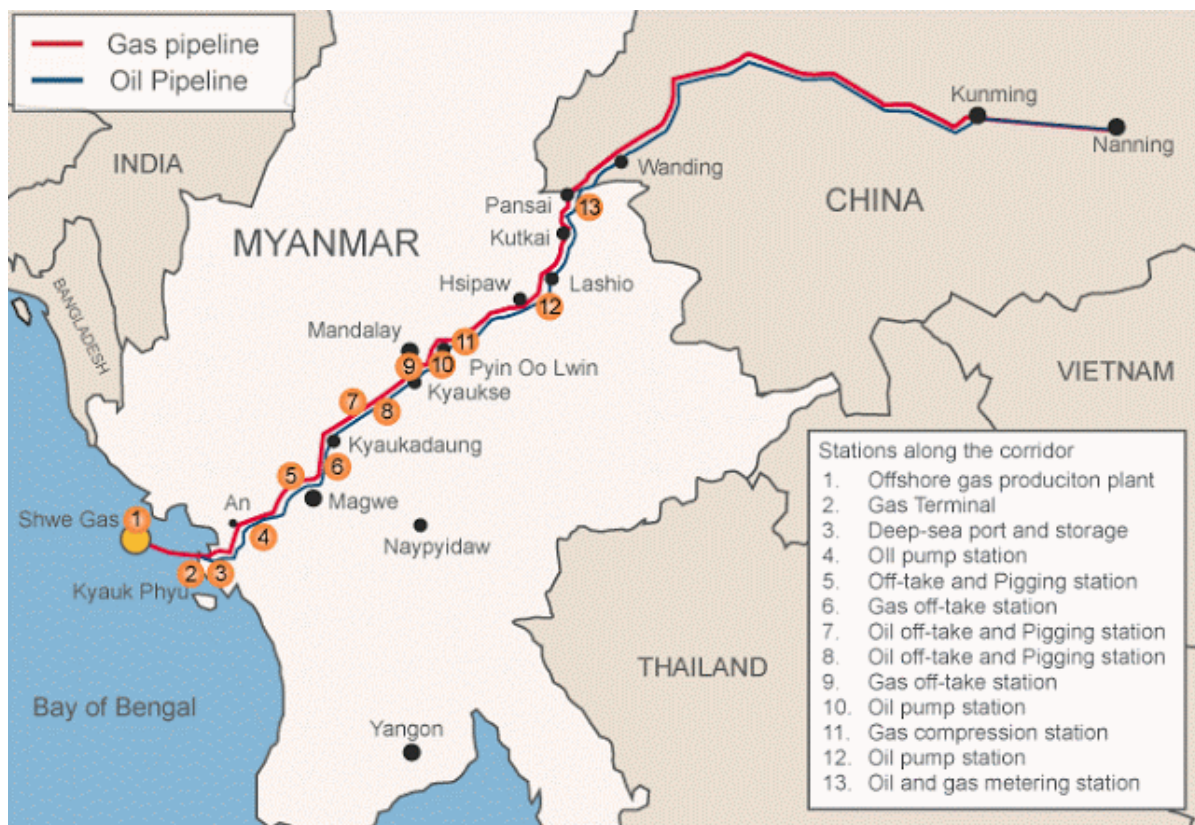 Gas pipeline
Oil Pipeline
INDIA
BANGLADESH
MYANMAR
CHINA
VIETNAM
THAILAND
Kunming
Nanning
Wanding
Pansai
13
Kutkai
Hsipaw
Lashio
12
Mandalay
11
9
10
Pyin Oo Lwin
Kyaukse
7
8
Kyaukadaung
5
6
An
Magwe
Shwe Gas
1
4
Naypyidaw
2
3
Kyauk Phyu
Bay of Bengal
Yangon
Stations along the corridor
1. Offshore gas produciton plant
2. Gas Terminal
3. Deep-sea port and storage
4. Oll pump station
5. Off-take and Pigging station
6. Gas off-take station
7. Oil off-take and Pigging station
8. Oil off-take and Pigging station
9. Gas off-take station
10. Oil pump station
11. Gas compression station
12. Oil pump station
13. Oil and gas metering station